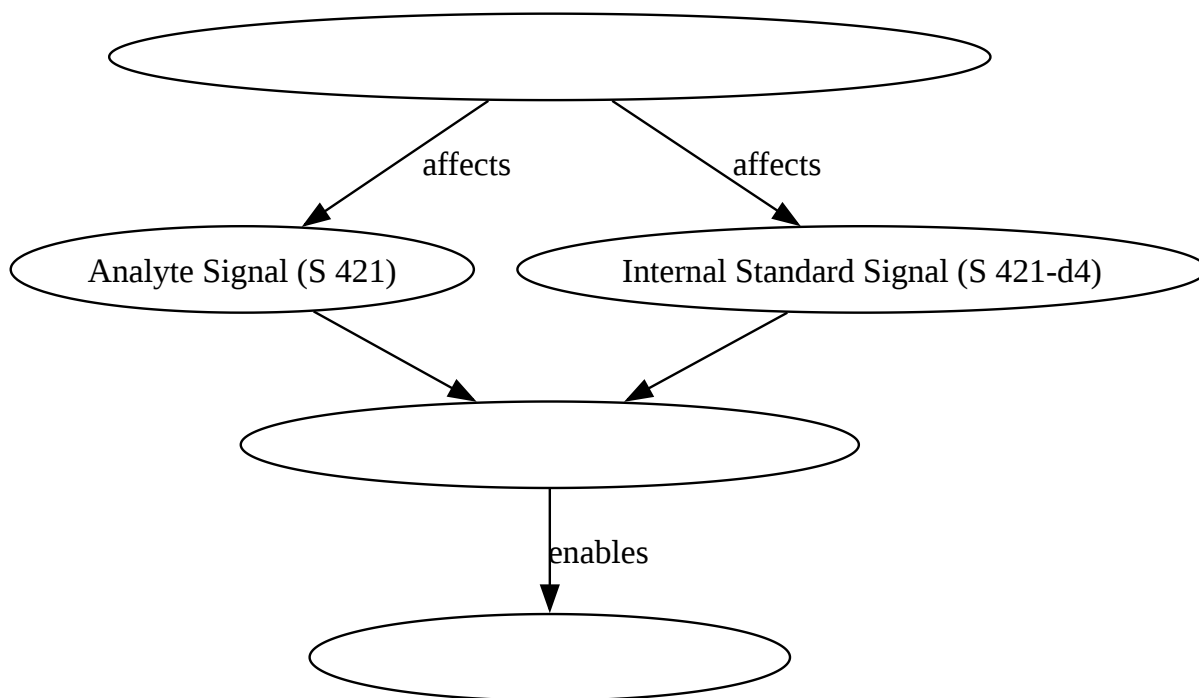 affects
affects
Analyte Signal (S 421)
Internal Standard Signal (S 421-d4)
enables